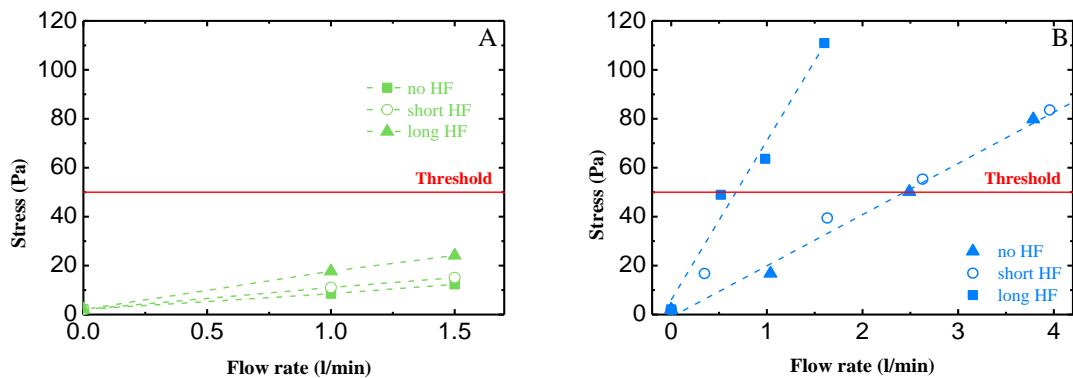 120
100
80
60
40
20
0
0.0 0.5 1.0 1.5
Stress (Pa)
Flow rate (l/min)
A
no HF
short HF
long HF
Threshold
120
100
80
60
40
20
0
0 1 2 3 4
Stress (Pa)
Flow rate (l/min)
B
Threshold
no HF
short HF
long HF